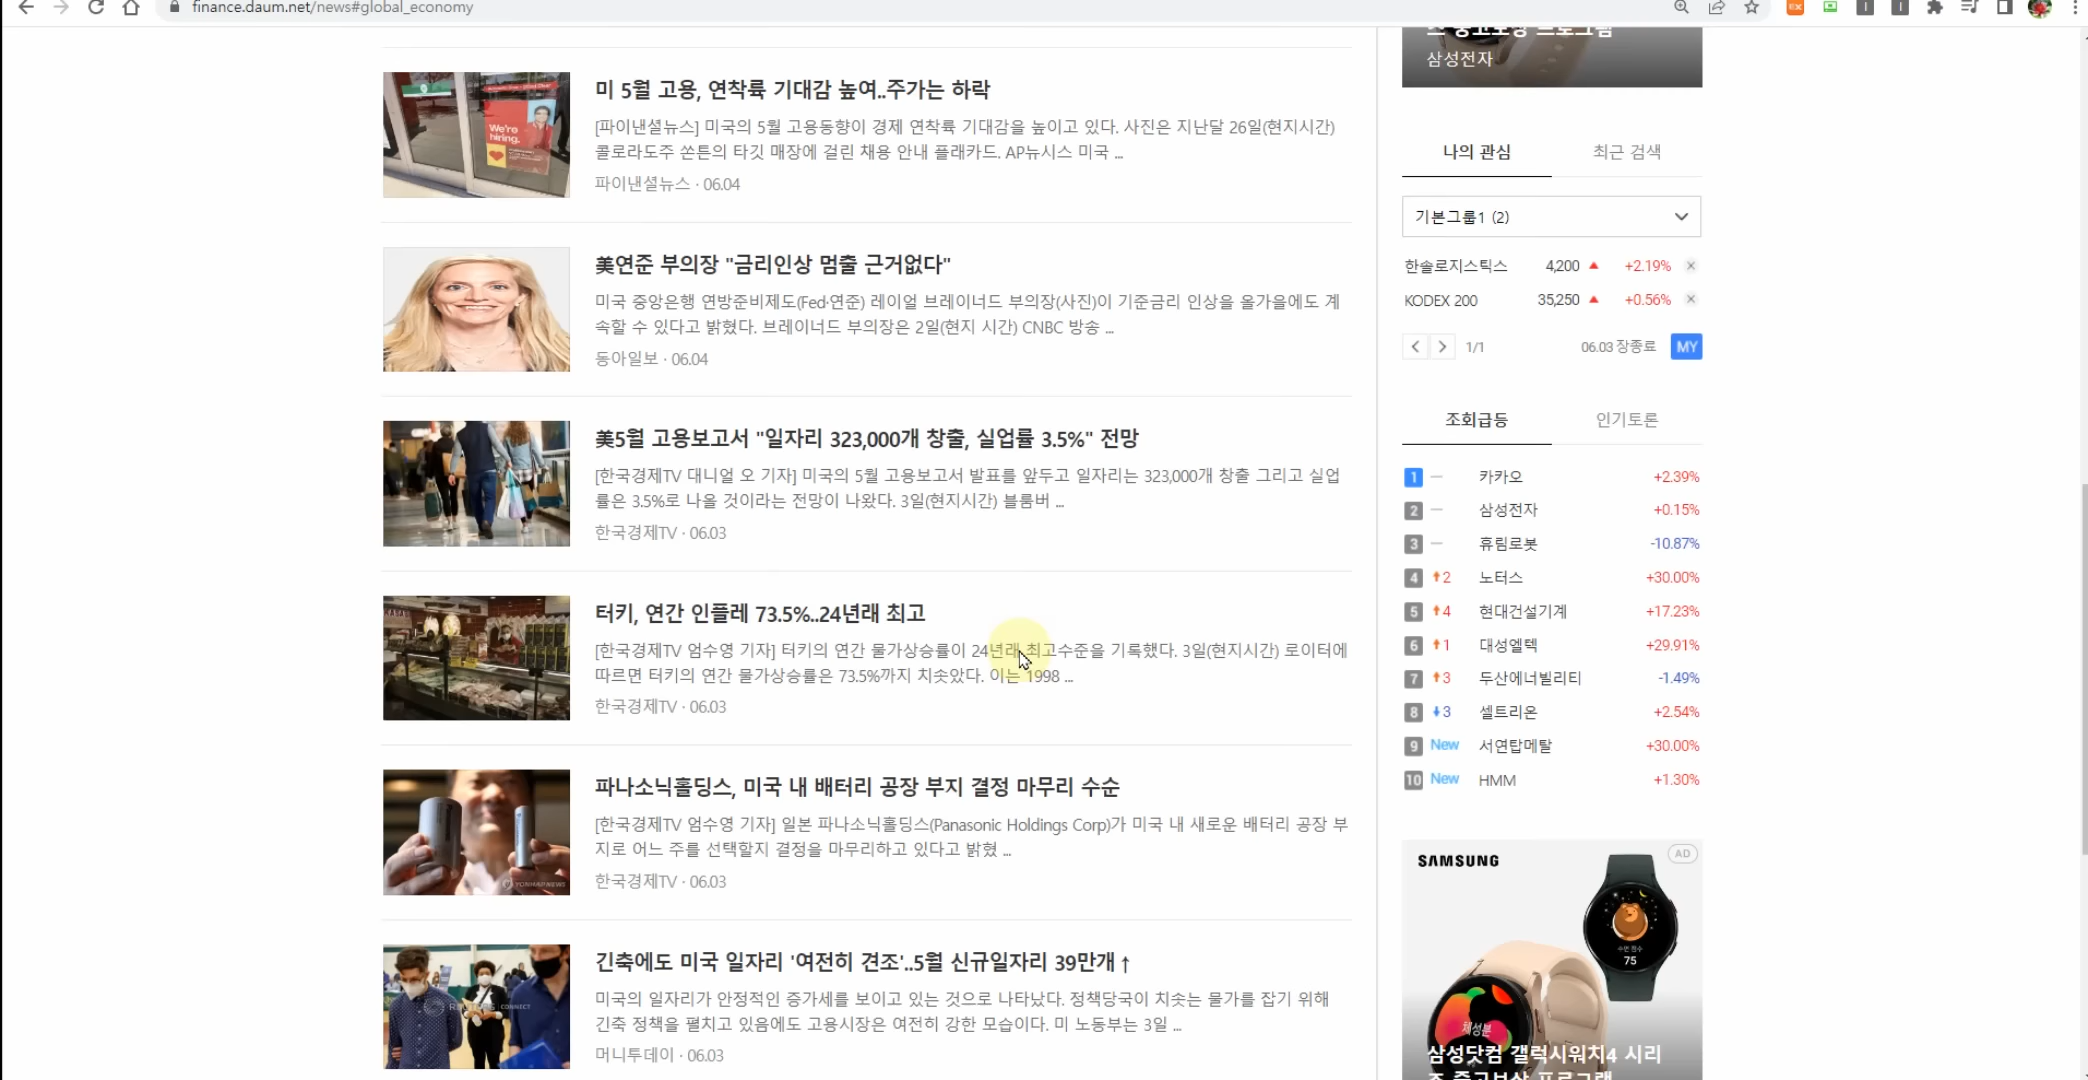 finance.daum.net/news#global_economy
미 5월 고용, 연착륙 기대감 높여..주가는 하락
[파이낸셜뉴스] 미국의 5월 고용동향이 경제 연착륙 기대감을 높이고 있다. 사진은 지난달 26일(현지시간)
콜로라도주 쏜튼의 타깃 매장에 걸린 채용 안내 플래카드. AP뉴시스 미국 ...
파이낸셜뉴스 · 06.04
We're
hiring.
美연준 부의장 "금리인상 멈출 근거없다"
미국 중앙은행 연방준비제도(Fed·연준) 레이얼 브레이너드 부의장(사진)이 기준금리 인상을 올가을에도 계
속할 수 있다고 밝혔다. 브레이너드 부의장은 2일(현지 시간) CNBC 방송 ...
동아일보 · 06.04
美5월 고용보고서 "일자리 323,000개 창출, 실업률 3.5%" 전망
[한국경제TV 대니얼 오 기자] 미국의 5월 고용보고서 발표를 앞두고 일자리는 323,000개 창출 그리고 실업
률은 3.5%로 나올 것이라는 전망이 나왔다. 3일(현지시간) 블룸버 ...
한국경제TV · 06.03
터키, 연간 인플레 73.5%..24년래 최고
[한국경제TV 엄수영 기자] 터키의 연간 물가상승률이 24년래 최고수준을 기록했다. 3일(현지시간) 로이터에
따르면 터키의 연간 물가상승률은 73.5%까지 치솟았다. 이는 1998 ...
한국경제TV · 06.03
파나소닉홀딩스, 미국 내 배터리 공장 부지 결정 마무리 수순
[한국경제TV 엄수영 기자] 일본 파나소닉홀딩스(Panasonic Holdings Corp)가 미국 내 새로운 배터리 공장 부
지로 어느 주를 선택할지 결정을 마무리하고 있다고 밝혔 ...
한국경제TV · 06.03
YONHAP NEWS
긴축에도 미국 일자리 '여전히 견조'..5월 신규일자리 39만개↑
미국의 일자리가 안정적인 증가세를 보이고 있는 것으로 나타났다. 정책당국이 치솟는 물가를 잡기 위해
긴축 정책을 펼치고 있음에도 고용시장은 여전히 강한 모습이다. 미 노동부는 3일 ...
머니투데이 · 06.03
REUTERS CONNECT
즈 중고보상 프로그램
삼성전자
나의 관심 최근 검색
기본그룹1 (2)
한솔로지스틱스 4,200 ▲ +2.19% ×
KODEX 200 35,250 ▲ +0.56% ×
< > 1/1 06.03 장종료 MY
조회급등 인기토론
1 – 카카오 +2.39%
2 – 삼성전자 +0.15%
3 – 휴림로봇 -10.87%
4 ↑2 노터스 +30.00%
5 ↑4 현대건설기계 +17.23%
6 ↑1 대성엘텍 +29.91%
7 ↑3 두산에너빌리티 -1.49%
8 ↓3 셀트리온 +2.54%
9 New 서연탑메탈 +30.00%
10 New HMM +1.30%
SAMSUNG AD
수면 점수
75
체성분
삼성닷컴 갤럭시워치4 시리
즈 중고보상 프로그램